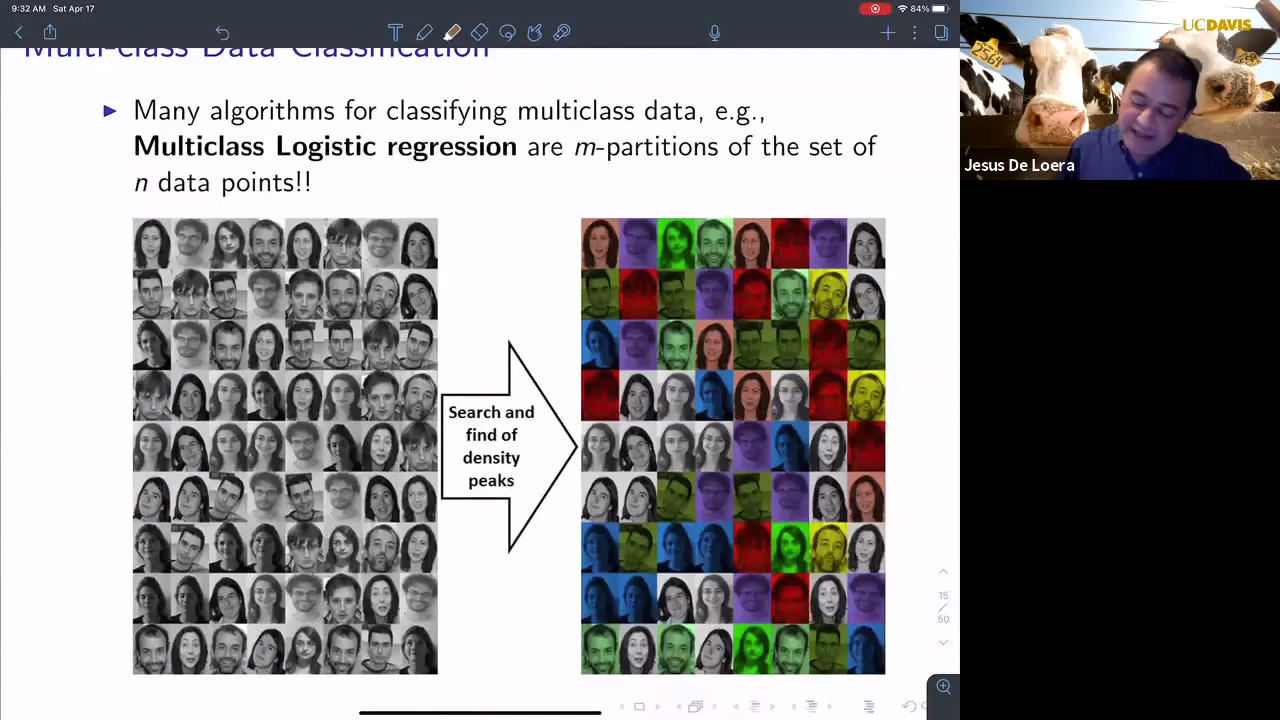 9:32 AM Sat Apr 17
84%
UCDAVIS
2564
Multi-class Data Classification
Many algorithms for classifying multiclass data, e.g.,
Multiclass Logistic regression are m-partitions of the set of
n data points!!
Jesus De Loera
Search and
find of
density
peaks
15
/
50